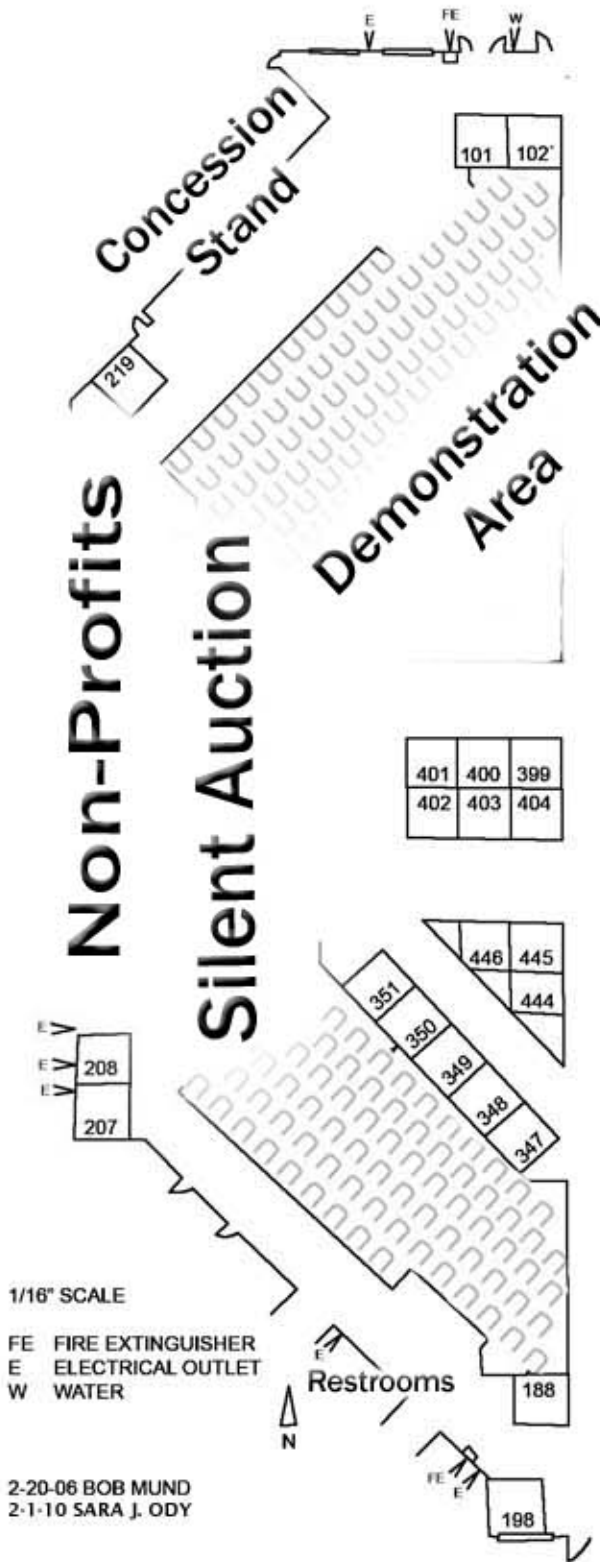 E FE W
Concession
Stand
101 102'
219
Demonstration
Area
Non-Profits
Silent Auction
401 400 399
402 403 404
446 445
444
351
350
349
348
347
E
E
E
208
207
1/16" SCALE
FE FIRE EXTINGUISHER
E ELECTRICAL OUTLET
W WATER
E
Restrooms
N
188
FE
E
198
2-20-06 BOB MUND
2-1-10 SARA J. ODY